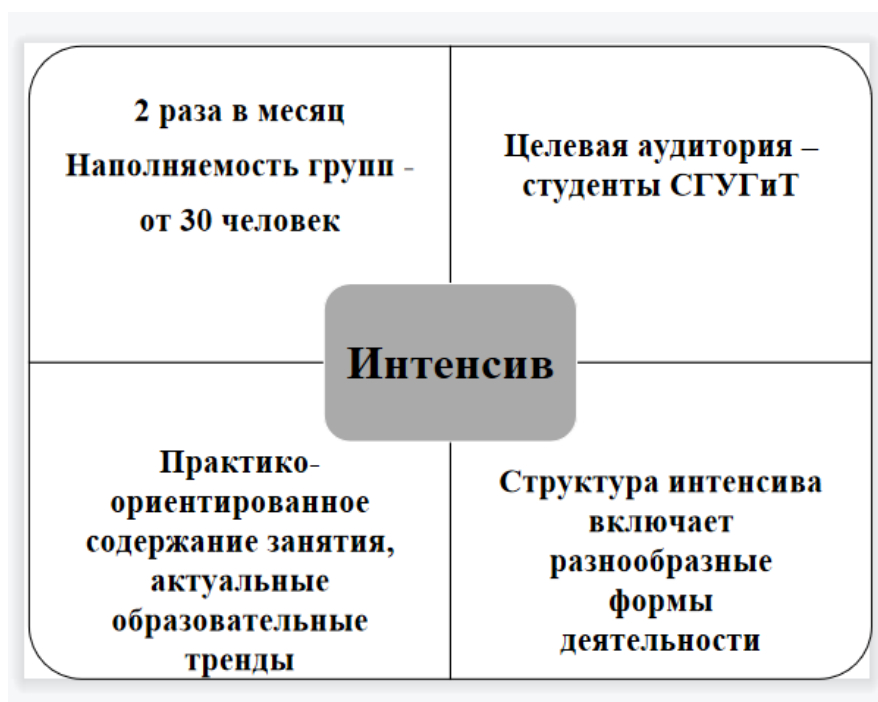 2 раза в месяц
Наполняемость групп -
от 30 человек
Целевая аудитория –
студенты СГУГиТ
Интенсив
Практико-
ориентированное
содержание занятия,
актуальные
образовательные
тренды
Структура интенсива
включает
разнообразные
формы
деятельности